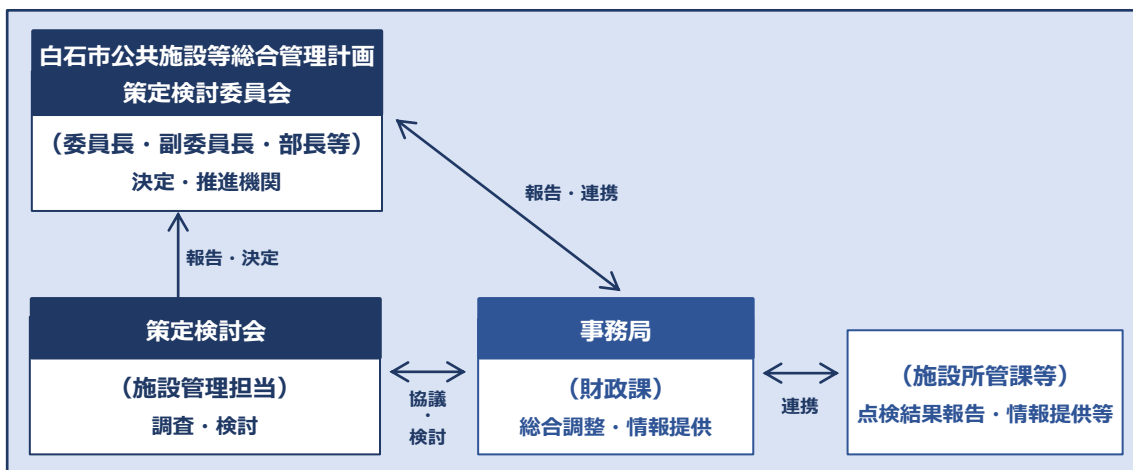 白石市公共施設等総合管理計画
策定検討委員会
（委員長・副委員長・部長等）
決定・推進機関
報告・連携
報告・決定
策定検討会
（施設管理担当）
調査・検討
協議
・
検討
事務局
（財政課）
総合調整・情報提供
連携
（施設所管課等）
点検結果報告・情報提供等